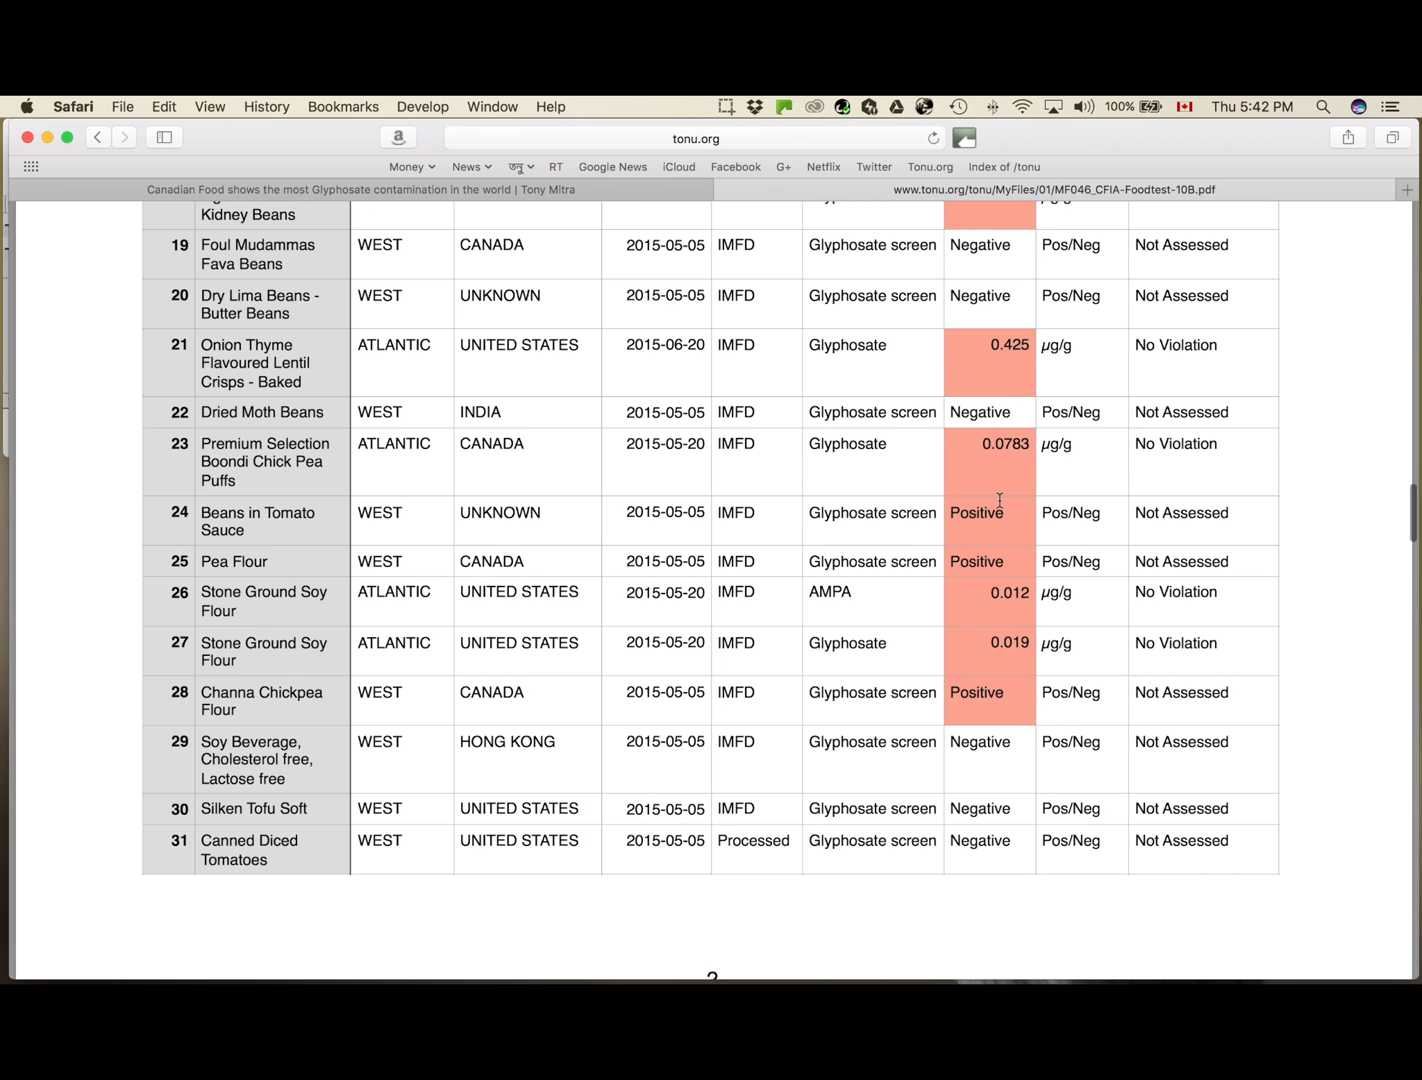 Safari File Edit View History Bookmarks Develop Window Help 100% Thu 5:42 PM
a tonu.org
Money News তনু RT Google News iCloud Facebook G+ Netflix Twitter Tonu.org Index of /tonu
Canadian Food shows the most Glyphosate contamination in the world | Tony Mitra www.tonu.org/tonu/MyFiles/01/MF046_CFIA-Foodtest-10B.pdf
Kidney Beans
19 Foul Mudammas WEST CANADA 2015-05-05 IMFD Glyphosate screen Negative Pos/Neg Not Assessed
Fava Beans
20 Dry Lima Beans - WEST UNKNOWN 2015-05-05 IMFD Glyphosate screen Negative Pos/Neg Not Assessed
Butter Beans
21 Onion Thyme ATLANTIC UNITED STATES 2015-06-20 IMFD Glyphosate 0.425 µg/g No Violation
Flavoured Lentil
Crisps - Baked
22 Dried Moth Beans WEST INDIA 2015-05-05 IMFD Glyphosate screen Negative Pos/Neg Not Assessed
23 Premium Selection ATLANTIC CANADA 2015-05-20 IMFD Glyphosate 0.0783 µg/g No Violation
Boondi Chick Pea
Puffs
24 Beans in Tomato WEST UNKNOWN 2015-05-05 IMFD Glyphosate screen Positive Pos/Neg Not Assessed
Sauce
25 Pea Flour WEST CANADA 2015-05-05 IMFD Glyphosate screen Positive Pos/Neg Not Assessed
26 Stone Ground Soy ATLANTIC UNITED STATES 2015-05-20 IMFD AMPA 0.012 µg/g No Violation
Flour
27 Stone Ground Soy ATLANTIC UNITED STATES 2015-05-20 IMFD Glyphosate 0.019 µg/g No Violation
Flour
28 Channa Chickpea WEST CANADA 2015-05-05 IMFD Glyphosate screen Positive Pos/Neg Not Assessed
Flour
29 Soy Beverage, WEST HONG KONG 2015-05-05 IMFD Glyphosate screen Negative Pos/Neg Not Assessed
Cholesterol free,
Lactose free
30 Silken Tofu Soft WEST UNITED STATES 2015-05-05 IMFD Glyphosate screen Negative Pos/Neg Not Assessed
31 Canned Diced WEST UNITED STATES 2015-05-05 Processed Glyphosate screen Negative Pos/Neg Not Assessed
Tomatoes